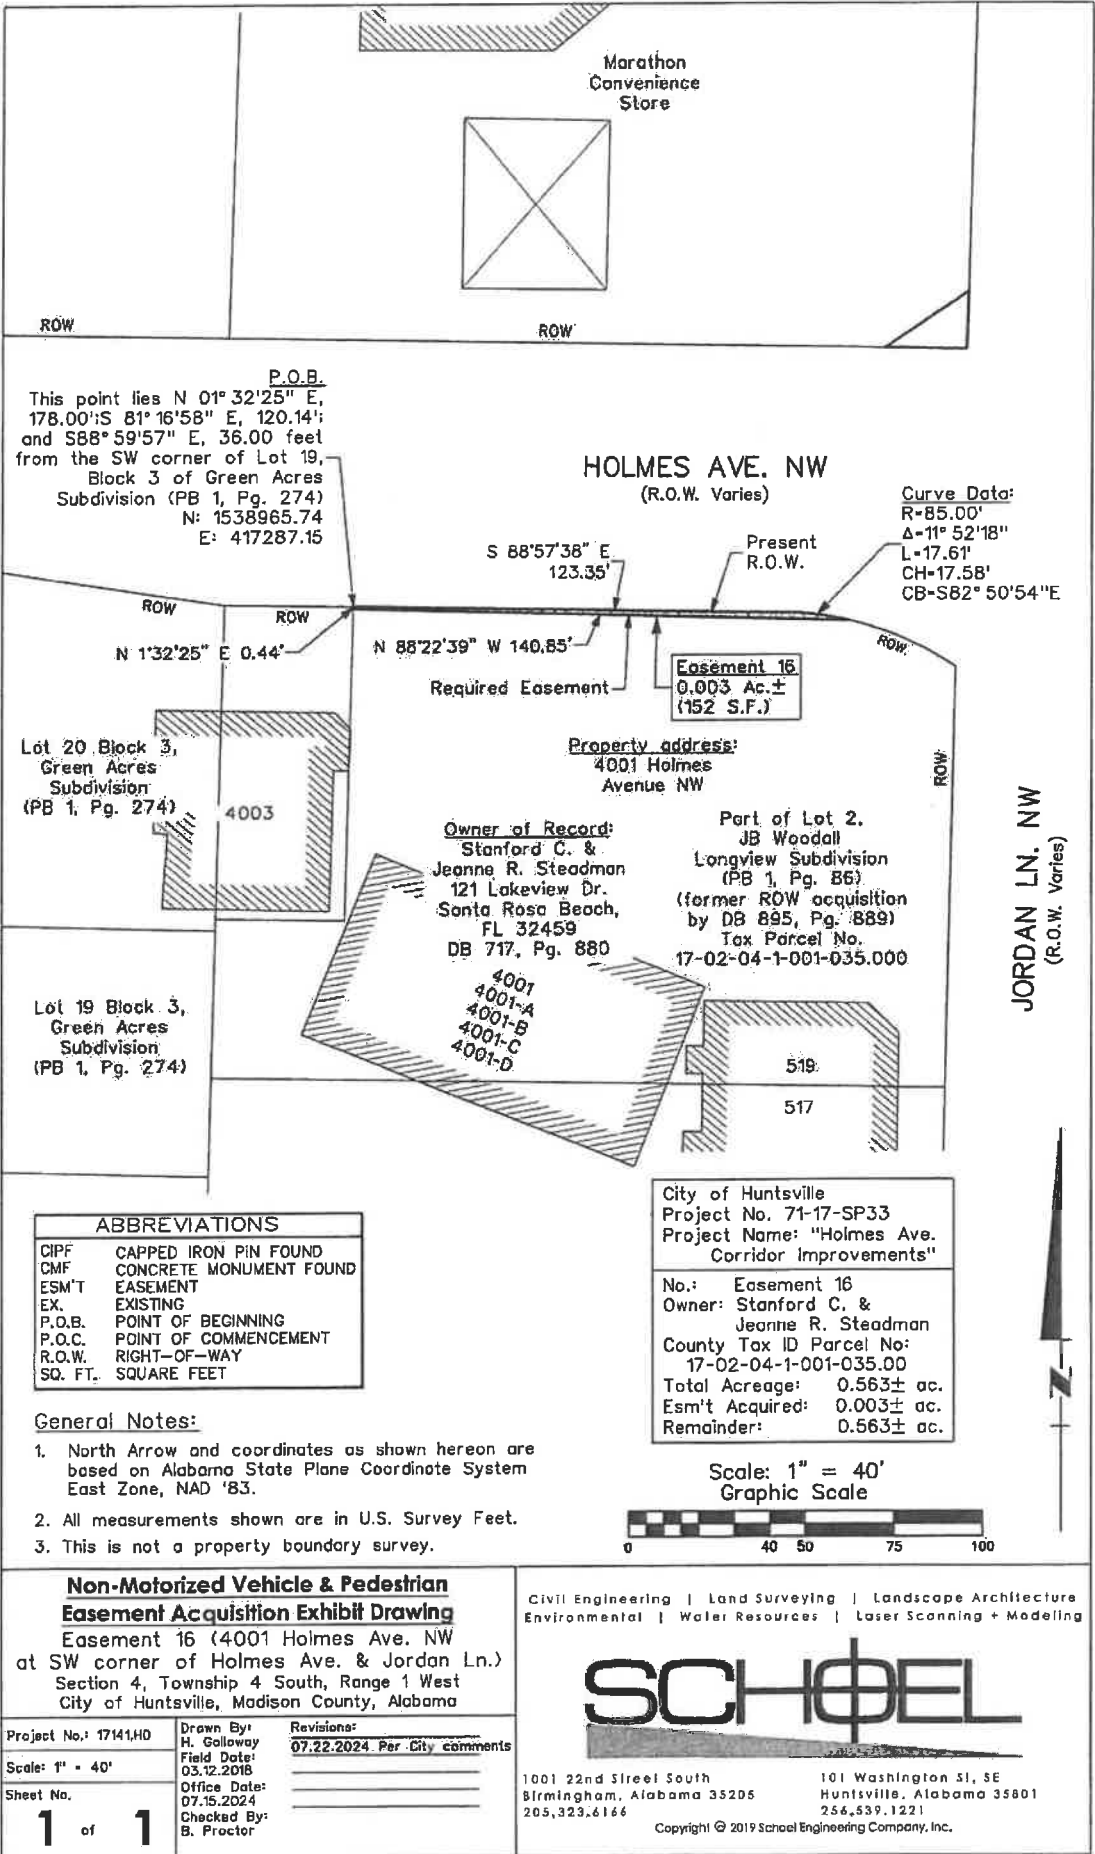 Marathon
Convenience
Store
ROW
ROW
P.O.B.
This point lies N 01° 32'25" E,
178.00';S 81° 16'58" E, 120.14';
and S88° 59'57" E, 36.00 feet
from the SW corner of Lot 19,
Block 3 of Green Acres
Subdivision (PB 1, Pg. 274)
N: 1538965.74
E: 417287.15
HOLMES AVE. NW
(R.O.W. Varies)
Curve Data:
R=85.00'
Δ=11° 52'18"
L=17.61'
CH=17.58'
CB=S82° 50'54"E
S 88°57'38" E
123.35'
Present
R.O.W.
ROW
ROW
N 1°32'25" E 0.44'
N 88°22'39" W 140.85'
ROW
Required Easement
Easement 16
0.003 Ac.±
(152 S.F.)
Lot 20 Block 3,
Green Acres
Subdivision
(PB 1, Pg. 274)
4003
Property address:
4001 Holmes
Avenue NW
ROW
JORDAN LN. NW
(R.O.W. Varies)
Owner of Record:
Stanford C. &
Jeanne R. Steadman
121 Lakeview Dr.
Santa Rosa Beach,
FL 32459
DB 717, Pg. 880
Part of Lot 2,
JB Woodall
Longview Subdivision
(PB 1, Pg. 86)
(former ROW acquisition
by DB 895, Pg. 889)
Tax Parcel No.
17-02-04-1-001-035.000
4001
4001-A
4001-B
4001-C
4001-D
Lot 19 Block 3,
Green Acres
Subdivision
(PB 1, Pg. 274)
519
517
ABBREVIATIONS
CIPF CAPPED IRON PIN FOUND
CMF CONCRETE MONUMENT FOUND
ESM'T EASEMENT
EX. EXISTING
P.O.B. POINT OF BEGINNING
P.O.C. POINT OF COMMENCEMENT
R.O.W. RIGHT-OF-WAY
SQ. FT. SQUARE FEET
City of Huntsville
Project No. 71-17-SP33
Project Name: "Holmes Ave.
Corridor Improvements"
No.: Easement 16
Owner: Stanford C. &
Jeanne R. Steadman
County Tax ID Parcel No:
17-02-04-1-001-035.00
Total Acreage: 0.563± ac.
Esm't Acquired: 0.003± ac.
Remainder: 0.563± ac.
N
General Notes:
1. North Arrow and coordinates as shown hereon are
based on Alabama State Plane Coordinate System
East Zone, NAD '83.
2. All measurements shown are in U.S. Survey Feet.
3. This is not a property boundary survey.
Scale: 1" = 40'
Graphic Scale
0 40 50 75 100
Non-Motorized Vehicle & Pedestrian
Easement Acquisition Exhibit Drawing
Easement 16 (4001 Holmes Ave. NW
at SW corner of Holmes Ave. & Jordan Ln.)
Section 4, Township 4 South, Range 1 West
City of Huntsville, Madison County, Alabama
Project No.: 17141.HD
Scale: 1" = 40'
Sheet No.
1 of 1
Drawn By:
H. Galloway
Field Date:
03.12.2018
Office Date:
07.15.2024
Checked By:
B. Proctor
Revisions:
07.22.2024 Per City comments
Civil Engineering | Land Surveying | Landscape Architecture
Environmental | Water Resources | Laser Scanning + Modeling
SCHOEL
1001 22nd Street South
Birmingham, Alabama 35205
205.323.6166
101 Washington St, SE
Huntsville, Alabama 35801
256.539.1221
Copyright © 2019 Schoel Engineering Company, Inc.